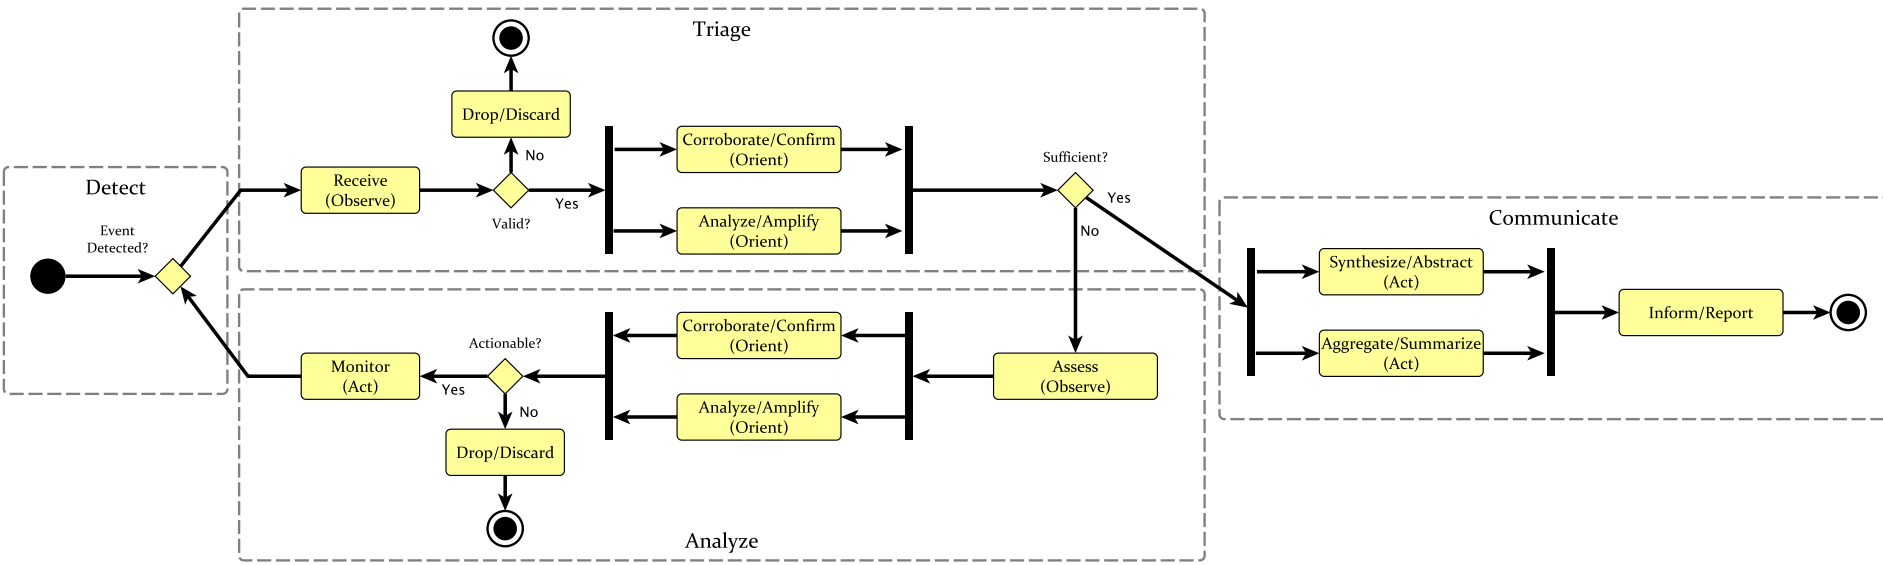 Detect
Event
Detected?
Triage
Drop/Discard
No
Receive
(Observe)
Valid?
Yes
Corroborate/Confirm
(Orient)
Analyze/Amplify
(Orient)
Sufficient?
Yes
No
Analyze
Assess
(Observe)
Corroborate/Confirm
(Orient)
Analyze/Amplify
(Orient)
Actionable?
Yes
No
Monitor
(Act)
Drop/Discard
Communicate
Synthesize/Abstract
(Act)
Aggregate/Summarize
(Act)
Inform/Report